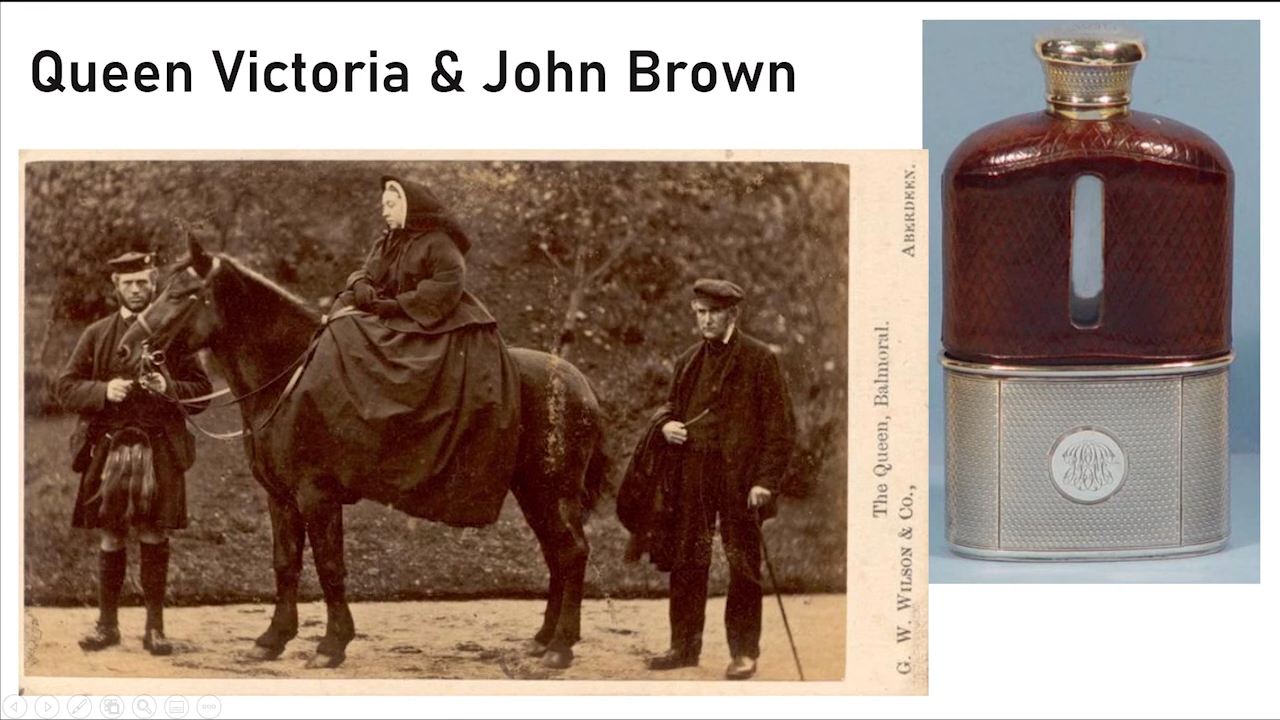 Queen Victoria & John Brown
The Queen, Balmoral.
G. W. Wilson & Co., Aberdeen.